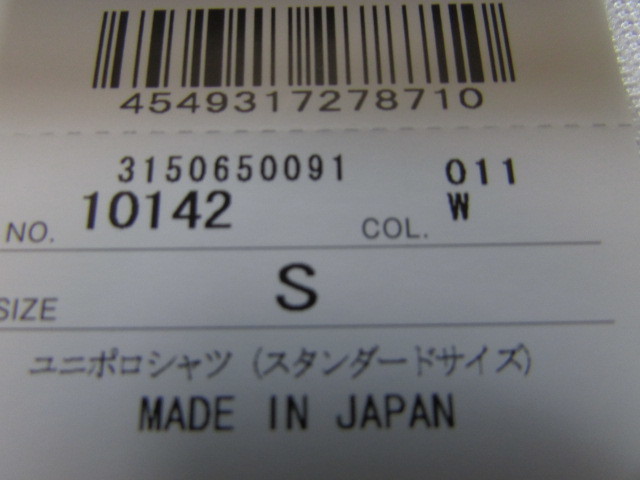 4549317278710
3150650091 011
NO. 10142 COL. W
SIZE S
ユニポロシャツ (スタンダードサイズ)
MADE IN JAPAN